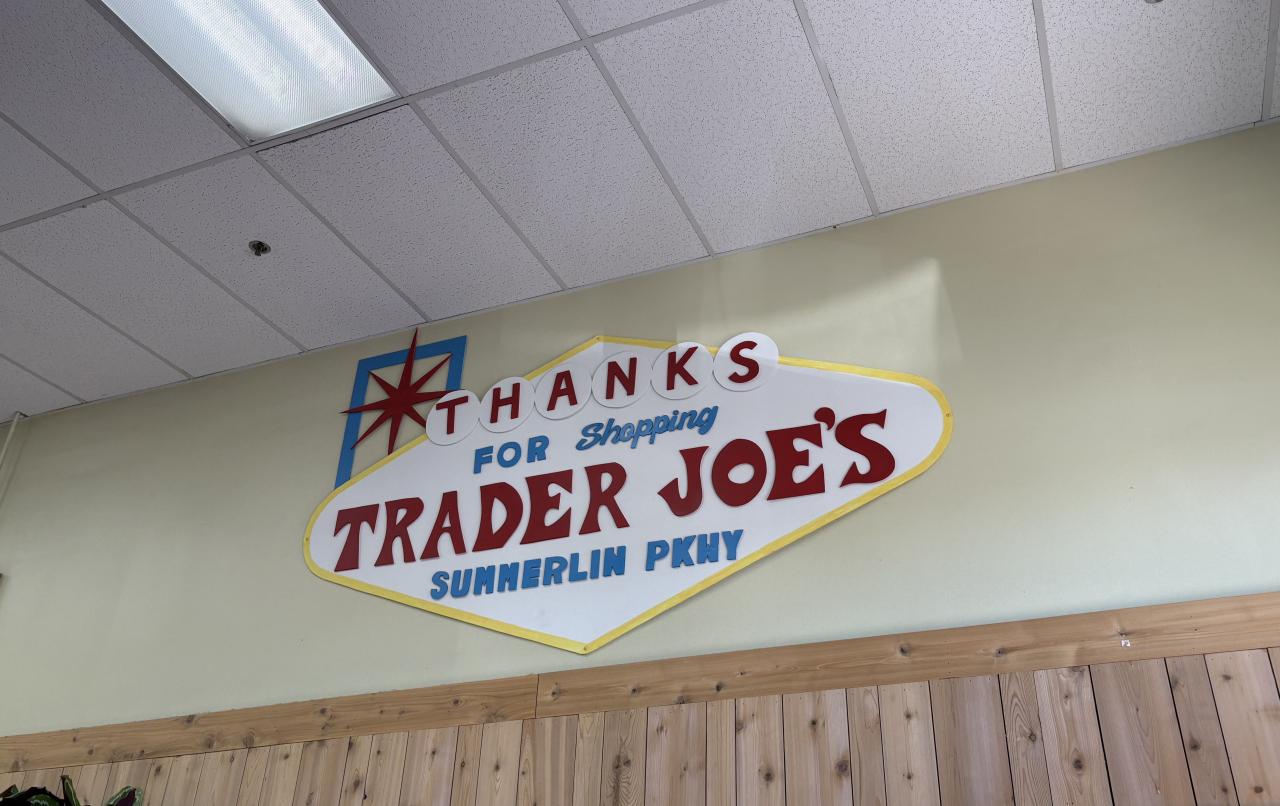 THANKS
FOR Shopping
TRADER JOE'S
SUMMERLIN PKWY